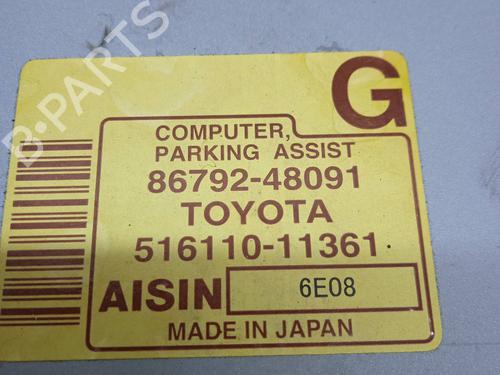 G
COMPUTER,
PARKING ASSIST
86792-48091
TOYOTA
516110-11361
AISIN 6E08
MADE IN JAPAN
B-PARTS